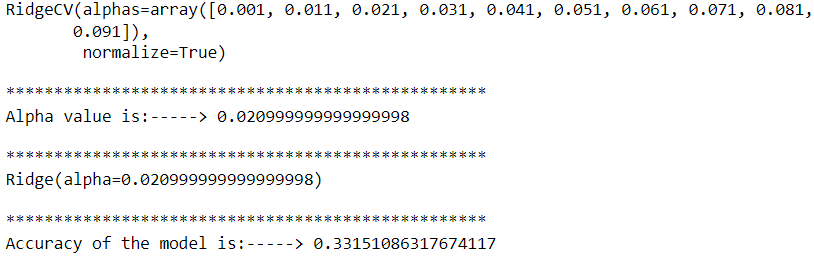 RidgeCV(alphas=array([0.001, 0.011, 0.021, 0.031, 0.041, 0.051, 0.061, 0.071, 0.081,
0.091]),
normalize=True)
**************************************************
Alpha value is:-----> 0.020999999999999998
**************************************************
Ridge(alpha=0.020999999999999998)
**************************************************
Accuracy of the model is:-----> 0.33151086317674117